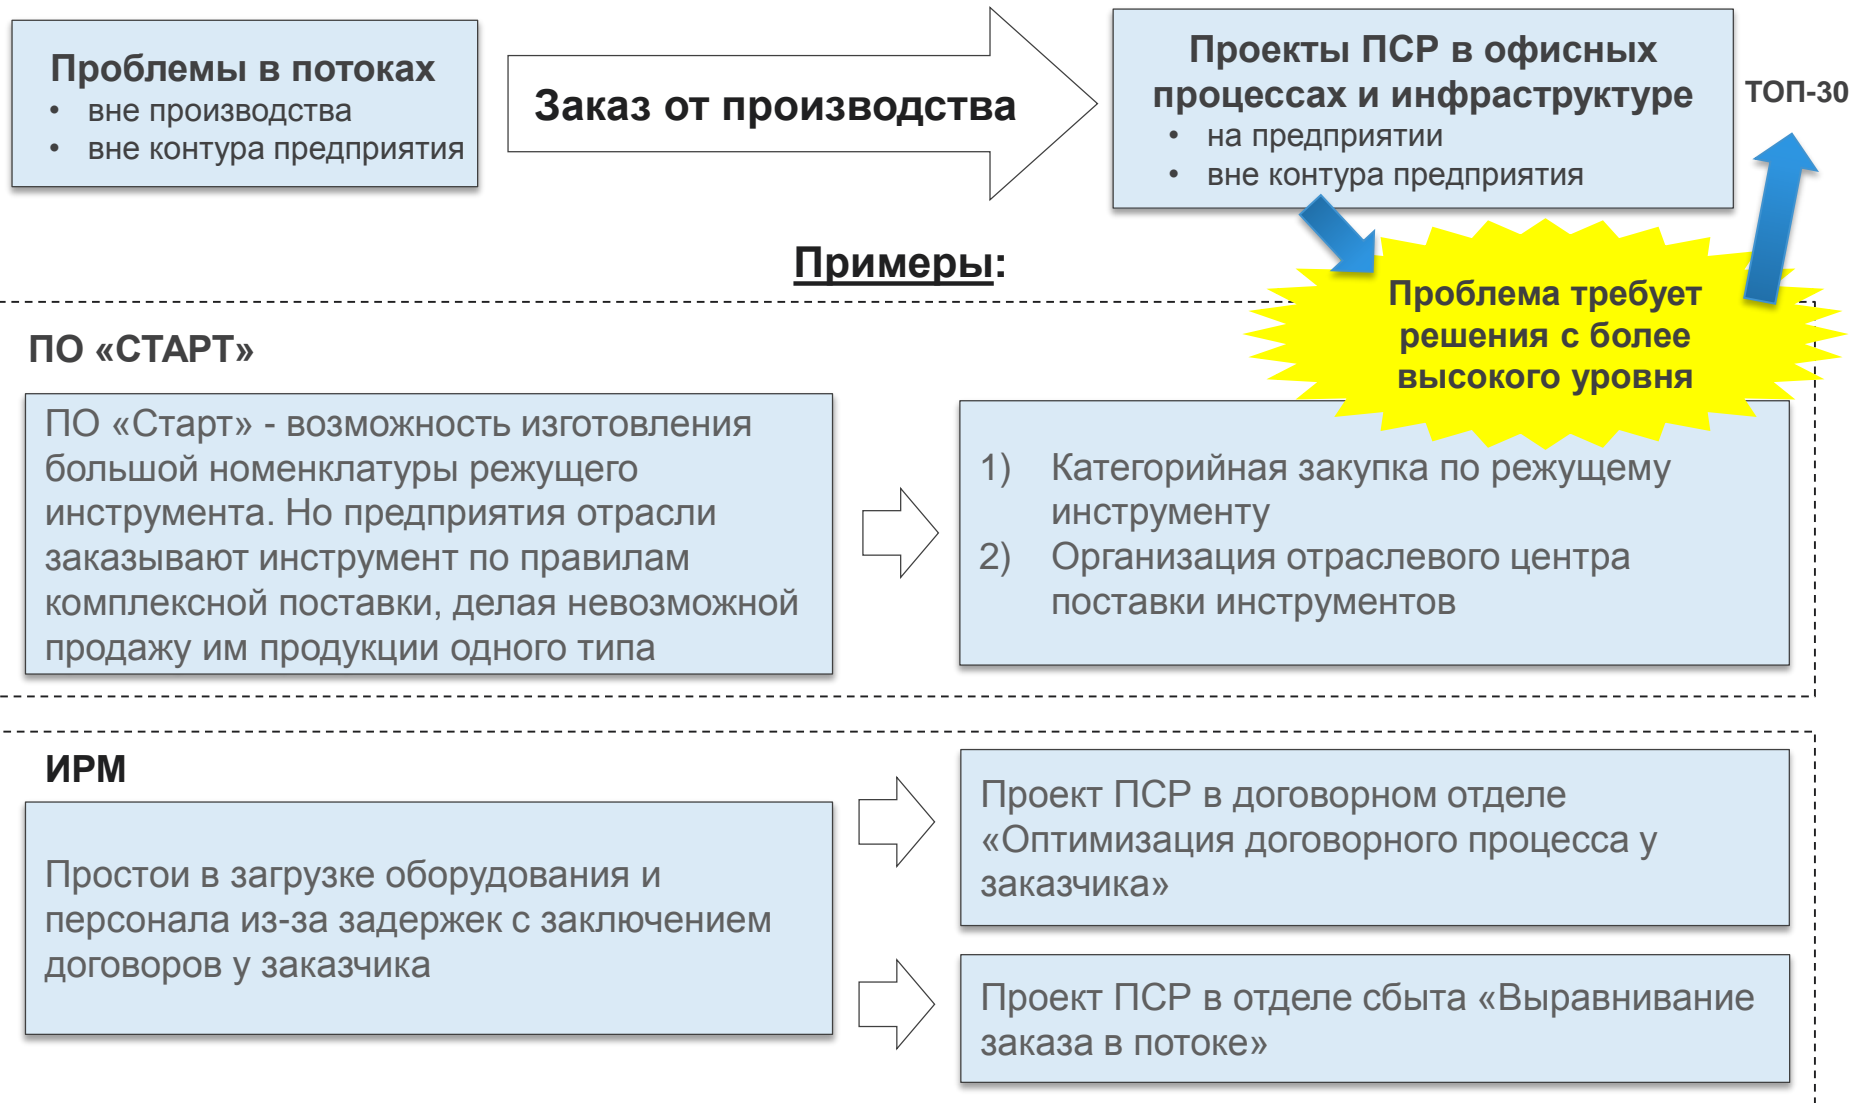 Проблемы в потоках
• вне производства
• вне контура предприятия
Заказ от производства
Проекты ПСР в офисных
процессах и инфраструктуре
• на предприятии
• вне контура предприятия
ТОП-30
Примеры:
Проблема требует
решения с более
высокого уровня
ПО «СТАРТ»
ПО «Старт» - возможность изготовления
большой номенклатуры режущего
инструмента. Но предприятия отрасли
заказывают инструмент по правилам
комплексной поставки, делая невозможной
продажу им продукции одного типа
1) Категорийная закупка по режущему
инструменту
2) Организация отраслевого центра
поставки инструментов
ИРМ
Простои в загрузке оборудования и
персонала из-за задержек с заключением
договоров у заказчика
Проект ПСР в договорном отделе
«Оптимизация договорного процесса у
заказчика»
Проект ПСР в отделе сбыта «Выравнивание
заказа в потоке»